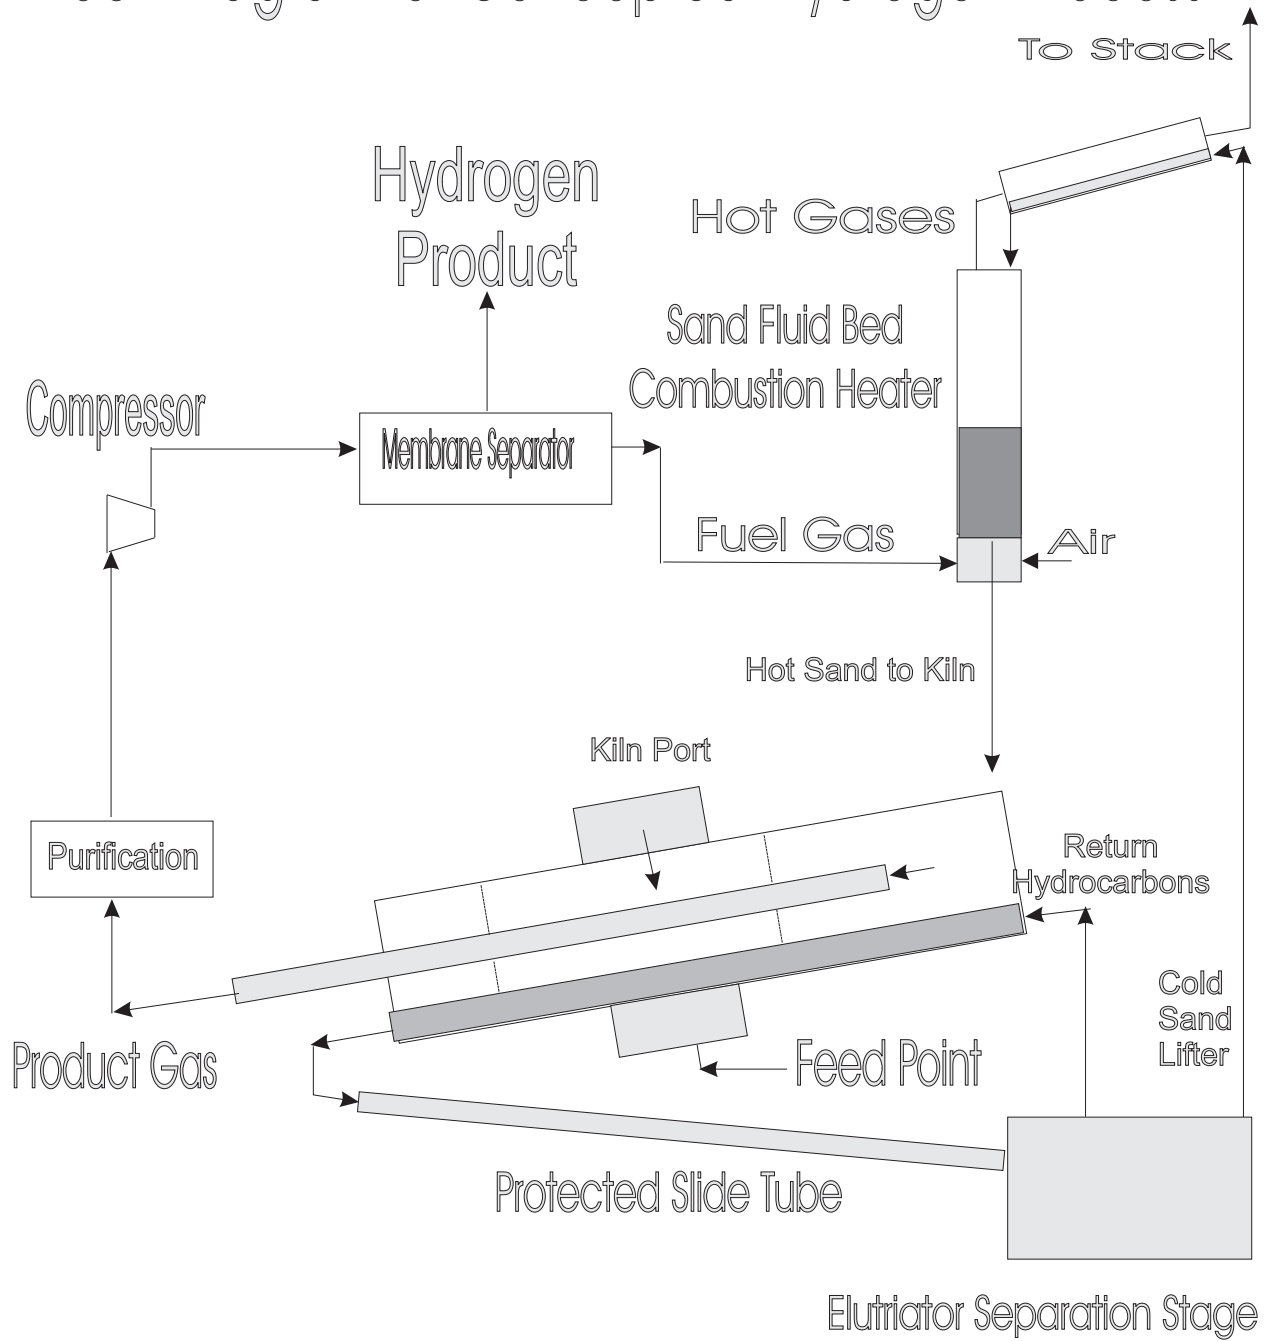 To Stack
Hydrogen
Product
Hot Gases
Sand Fluid Bed
Combustion Heater
Compressor
Membrane Separator
Fuel Gas
Air
Hot Sand to Kiln
Kiln Port
Purification
Return
Hydrocarbons
Cold
Sand
Lifter
Product Gas
Feed Point
Protected Slide Tube
Elutriator Separation Stage